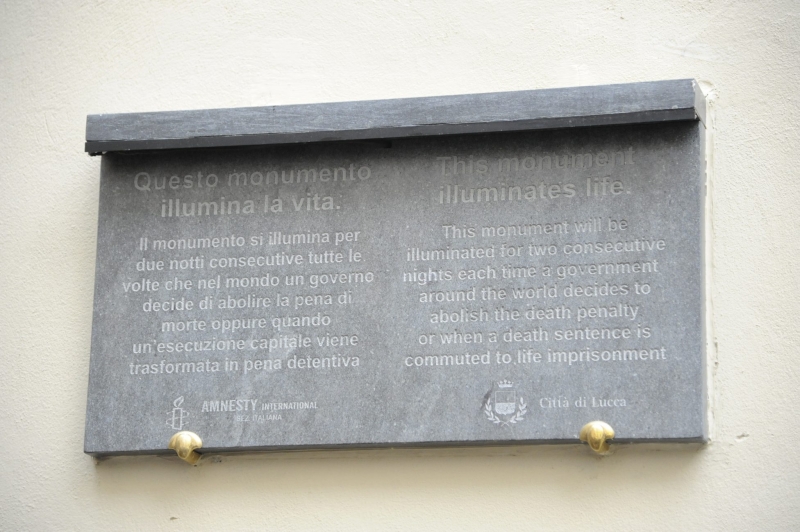 Questo monumento
illumina la vita.
Il monumento si illumina per
due notti consecutive tutte le
volte che nel mondo un governo
decide di abolire la pena di
morte oppure quando
un'esecuzione capitale viene
trasformata in pena detentiva
AMNESTY INTERNATIONAL
SEZ. ITALIANA
This monument
illuminates life.
This monument will be
illuminated for two consecutive
nights each time a government
around the world decides to
abolish the death penalty
or when a death sentence is
commuted to life imprisonment
Città di Lucca